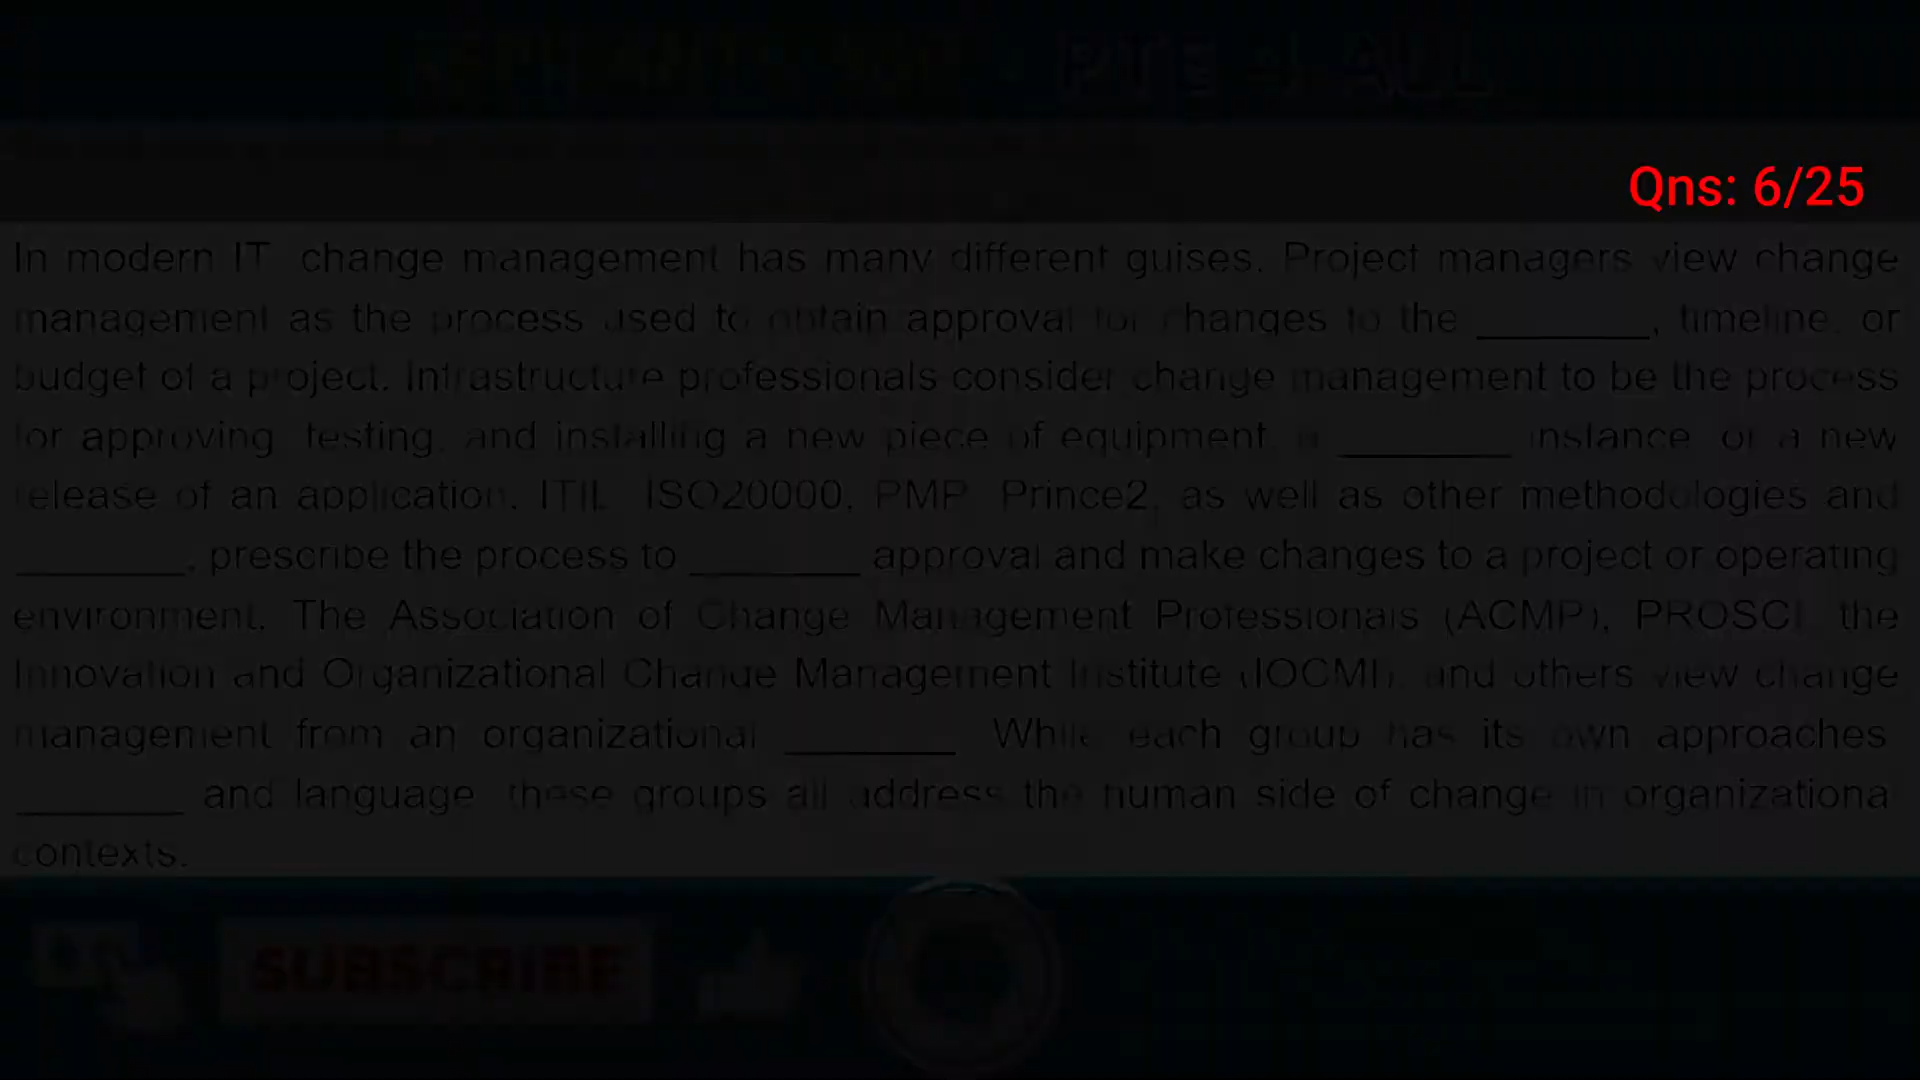 PTE 4 ALL
Qns: 6/25
In modern IT, change management has many different guises. Project managers view change
management as the process used to obtain approval for changes to the ________, timeline, or
budget of a project. Infrastructure professionals consider change management to be the process
for approving, testing, and installing a new piece of equipment, a ________ instance, or a new
release of an application. ITIL, ISO20000, PMP, Prince2, as well as other methodologies and
________, prescribe the process to ________ approval and make changes to a project or operating
environment. The Association of Change Management Professionals (ACMP), PROSCI, the
Innovation and Organizational Change Management Institute (IOCMI), and others view change
management from an organizational ________. While each group has its own approaches,
________ and language, these groups all address the human side of change in organizational
contexts.
SUBSCRIBE